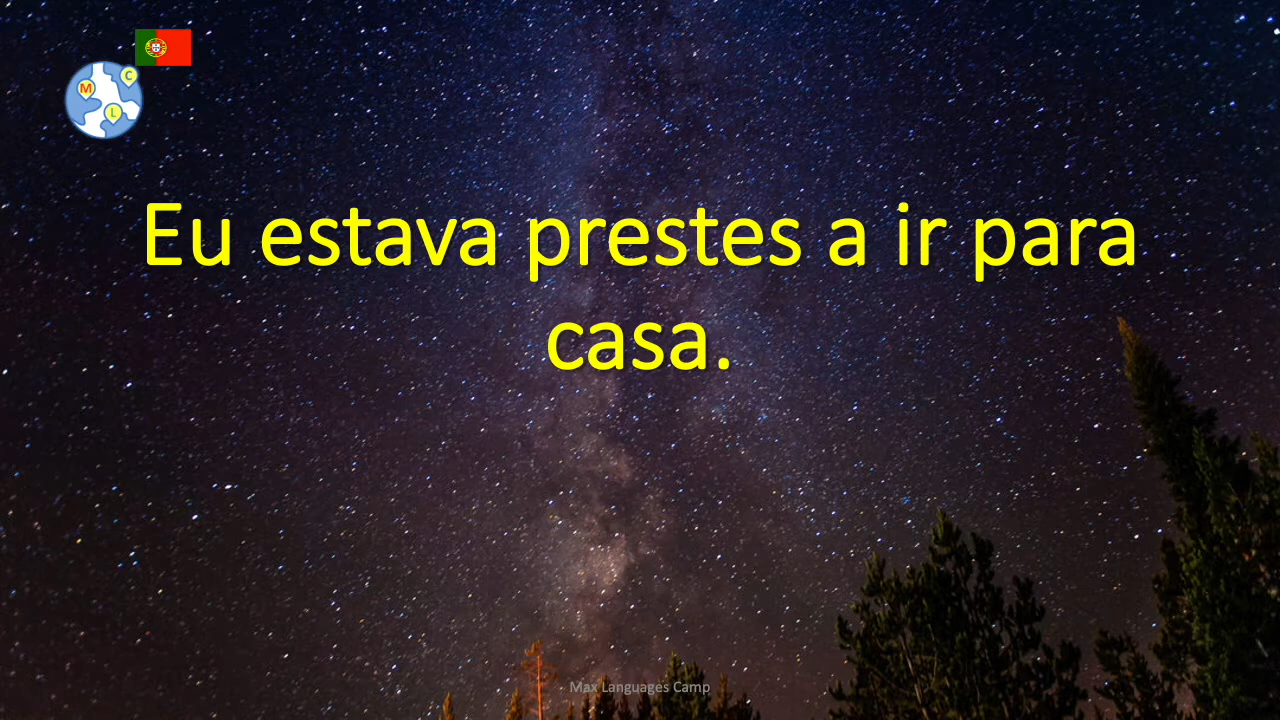 C
M
L
Eu estava prestes a ir para
casa.
Max Languages Camp